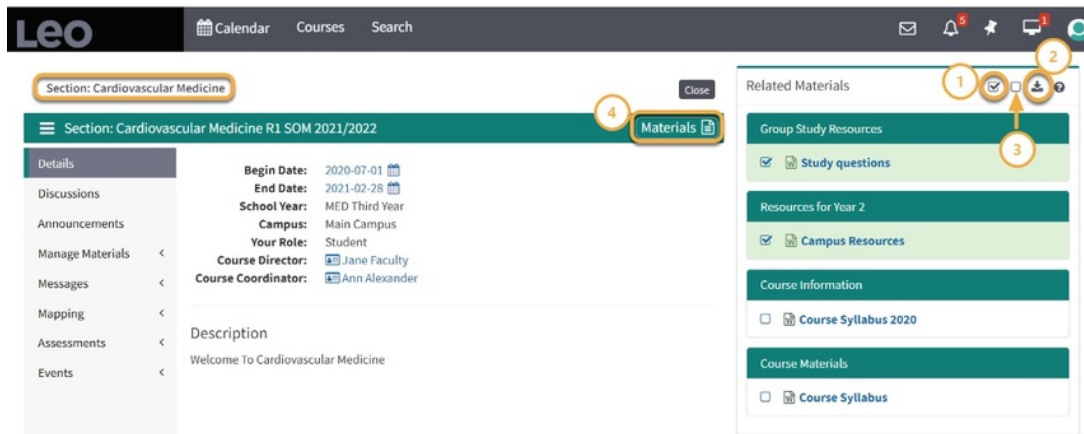 Leo
Calendar Courses Search
5
1
Section: Cardiovascular Medicine
Close
Section: Cardiovascular Medicine R1 SOM 2021/2022
4
Materials
Details
Discussions
Announcements
Manage Materials
Messages
Mapping
Assessments
Events
Begin Date: 2020-07-01
End Date: 2021-02-28
School Year: MED Third Year
Campus: Main Campus
Your Role: Student
Course Director: Jane Faculty
Course Coordinator: Ann Alexander
Description
Welcome To Cardiovascular Medicine
Related Materials
1
2
3
Group Study Resources
Study questions
Resources for Year 2
Campus Resources
Course Information
Course Syllabus 2020
Course Materials
Course Syllabus